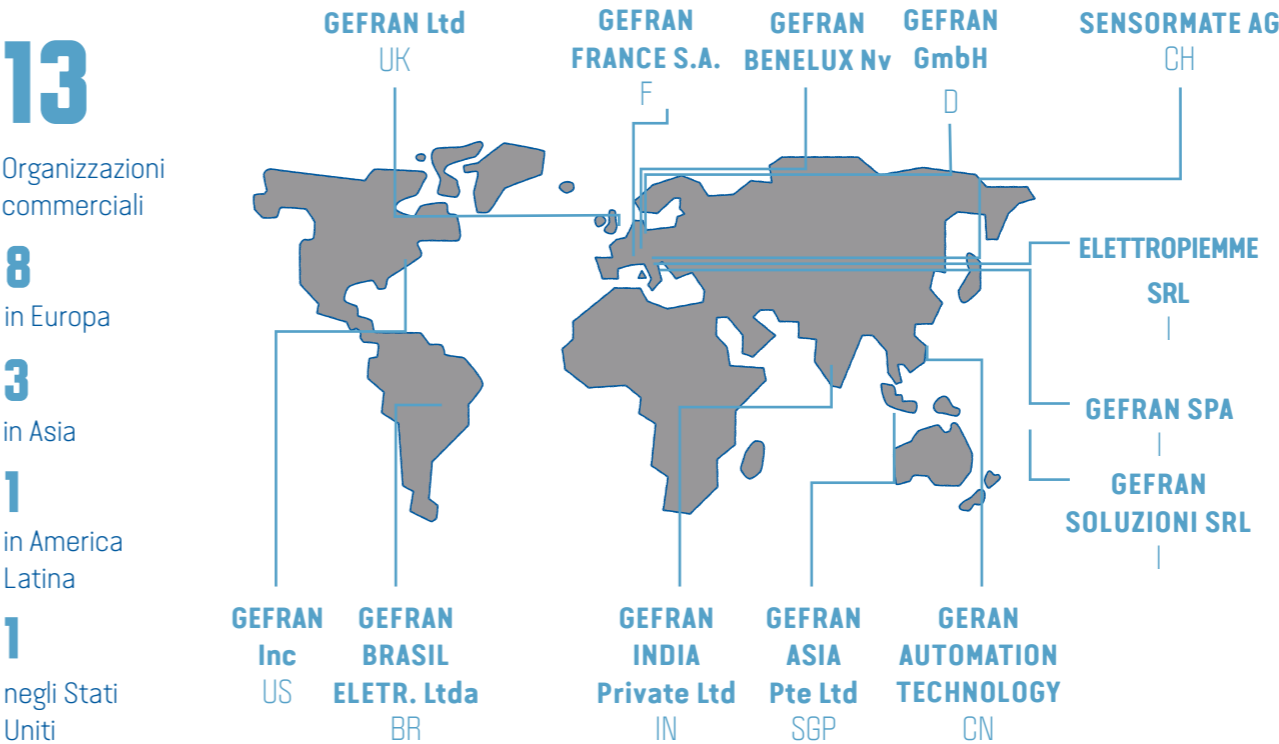 13
Organizzazioni
commerciali
8
in Europa
3
in Asia
1
in America
Latina
1
negli Stati
Uniti
GEFRAN Ltd
UK
GEFRAN
FRANCE S.A.
F
GEFRAN
BENELUX Nv
GEFRAN
GmbH
D
SENSORMATE AG
CH
ELETTROPIEMME
SRL
I
GEFRAN SPA
I
GEFRAN
SOLUZIONI SRL
I
GEFRAN
Inc
US
GEFRAN
BRASIL
ELETR. Ltda
BR
GEFRAN
INDIA
Private Ltd
IN
GEFRAN
ASIA
Pte Ltd
SGP
GERAN
AUTOMATION
TECHNOLOGY
CN